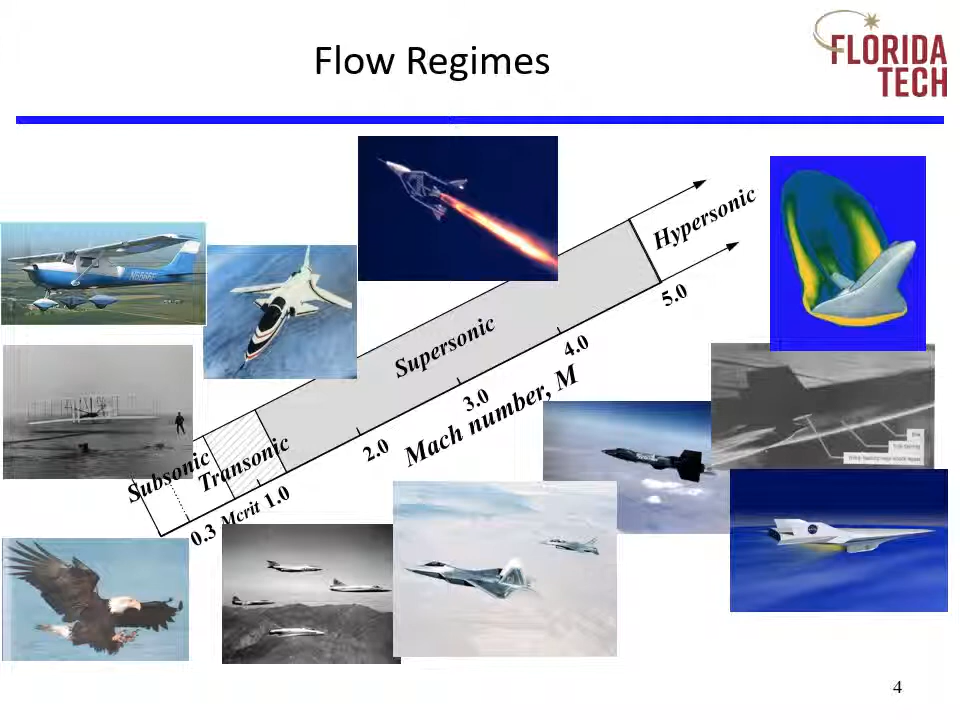 Flow Regimes
FLORIDA
TECH
Hypersonic
5.0
Supersonic
4.0
3.0
Mach number, M
2.0
Transonic
Subsonic
1.0
Mcrit
0.3
4